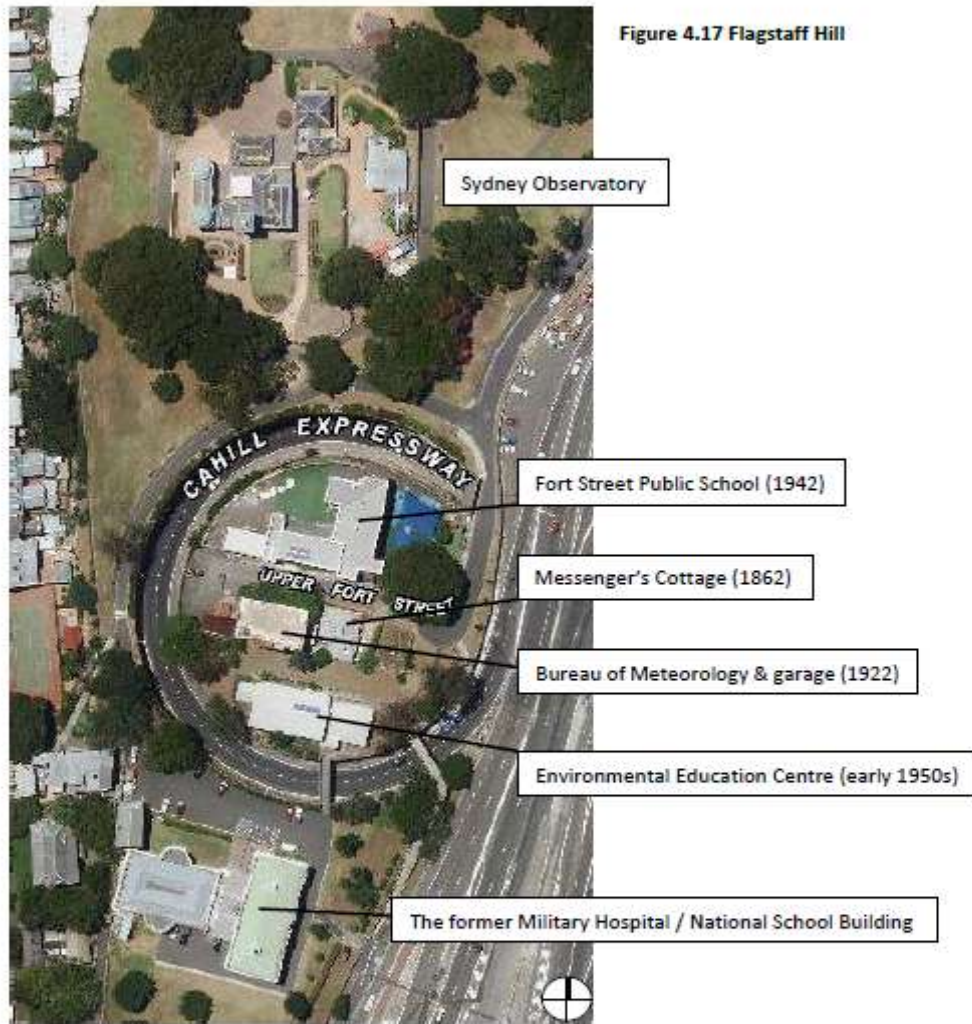 Figure 4.17 Flagstaff Hill
Sydney Observatory
CAHILL EXPRESSWAY
Fort Street Public School (1942)
UPPER FORT STREET
Messenger's Cottage (1862)
Bureau of Meteorology & garage (1922)
Environmental Education Centre (early 1950s)
The former Military Hospital / National School Building